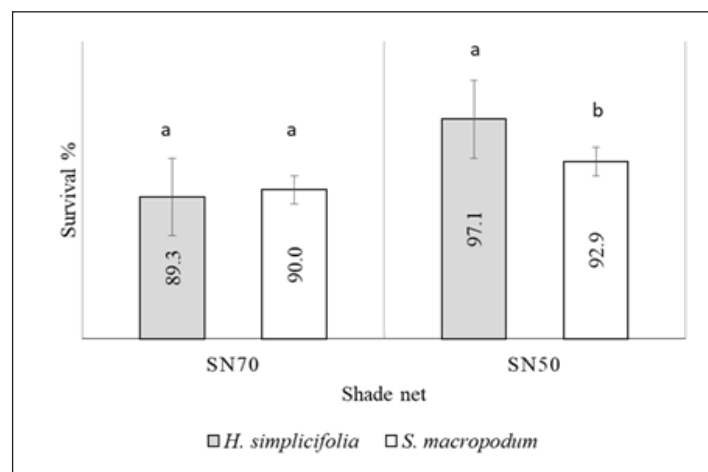 a
b
a
a
Survival %
89.3
90.0
97.1
92.9
SN70
SN50
Shade net
H. simplicifolia
S. macropodum